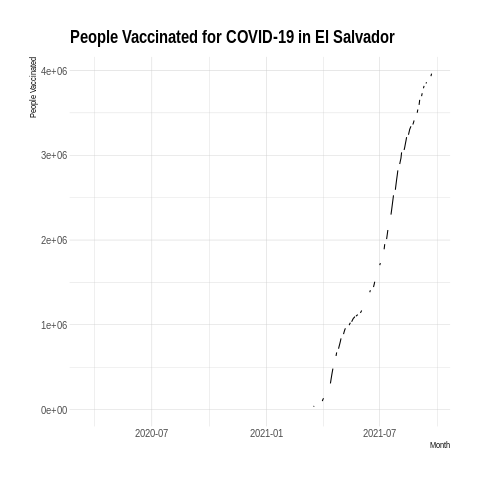 People Vaccinated for COVID-19 in El Salvador
People Vaccinated
4e+06
3e+06
2e+06
1e+06
0e+00
2020-07
2021-01
2021-07
Month